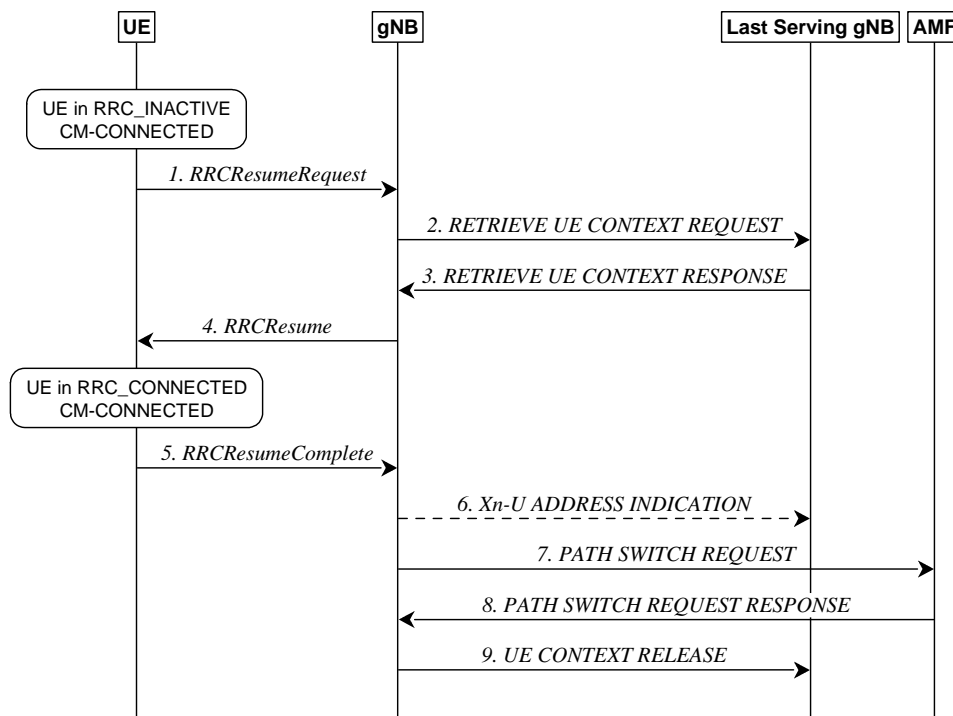 UE
gNB
Last Serving gNB
AMF
UE in RRC_INACTIVE
CM-CONNECTED
1. RRCResumeRequest
2. RETRIEVE UE CONTEXT REQUEST
3. RETRIEVE UE CONTEXT RESPONSE
4. RRCResume
UE in RRC_CONNECTED
CM-CONNECTED
5. RRCResumeComplete
6. Xn-U ADDRESS INDICATION
7. PATH SWITCH REQUEST
8. PATH SWITCH REQUEST RESPONSE
9. UE CONTEXT RELEASE